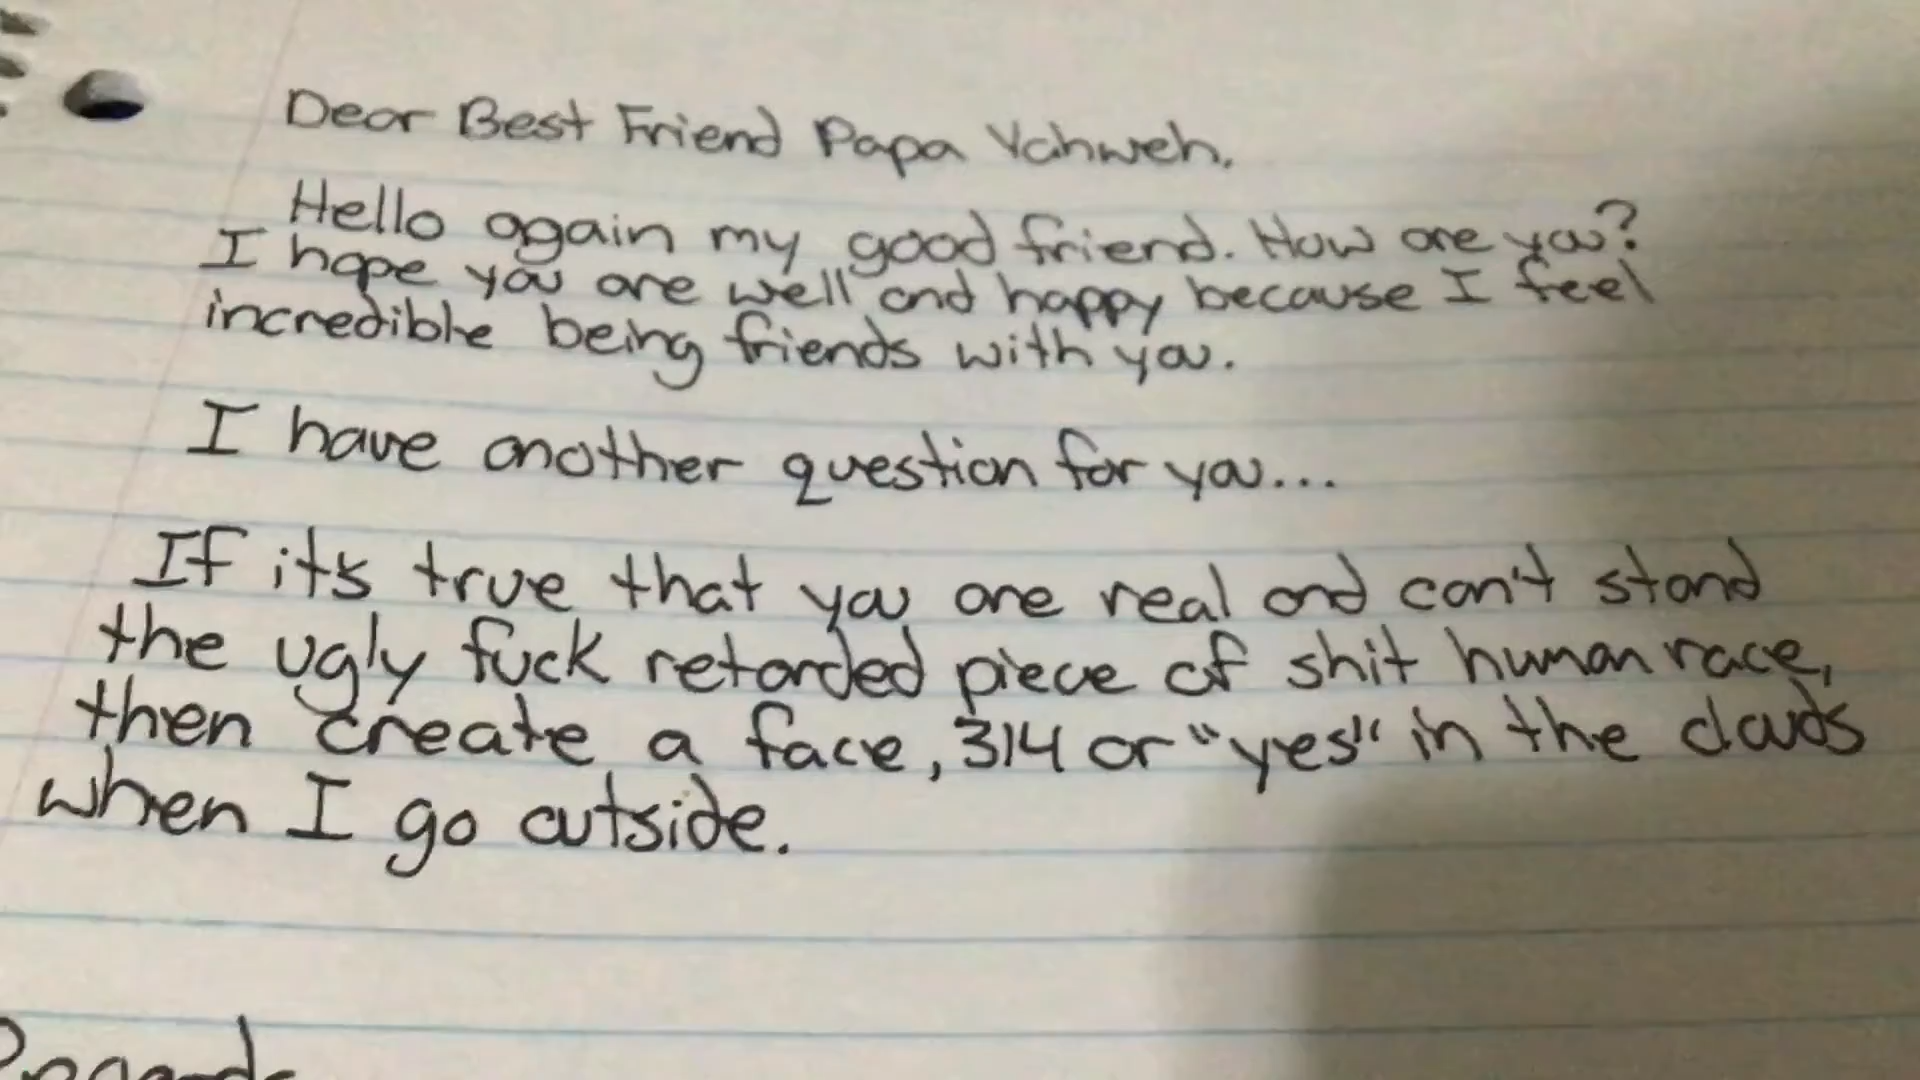 Dear Best Friend Papa Yahweh.
Hello again my good friend. How are you?
I hope you are well and happy because I feel
incredible being friends with you.
I have another question for you...
If it's true that you are real and can't stand
the ugly fuck retarded piece of shit human race,
then create a face, 314 or "yes" in the clouds
when I go outside.
Regards